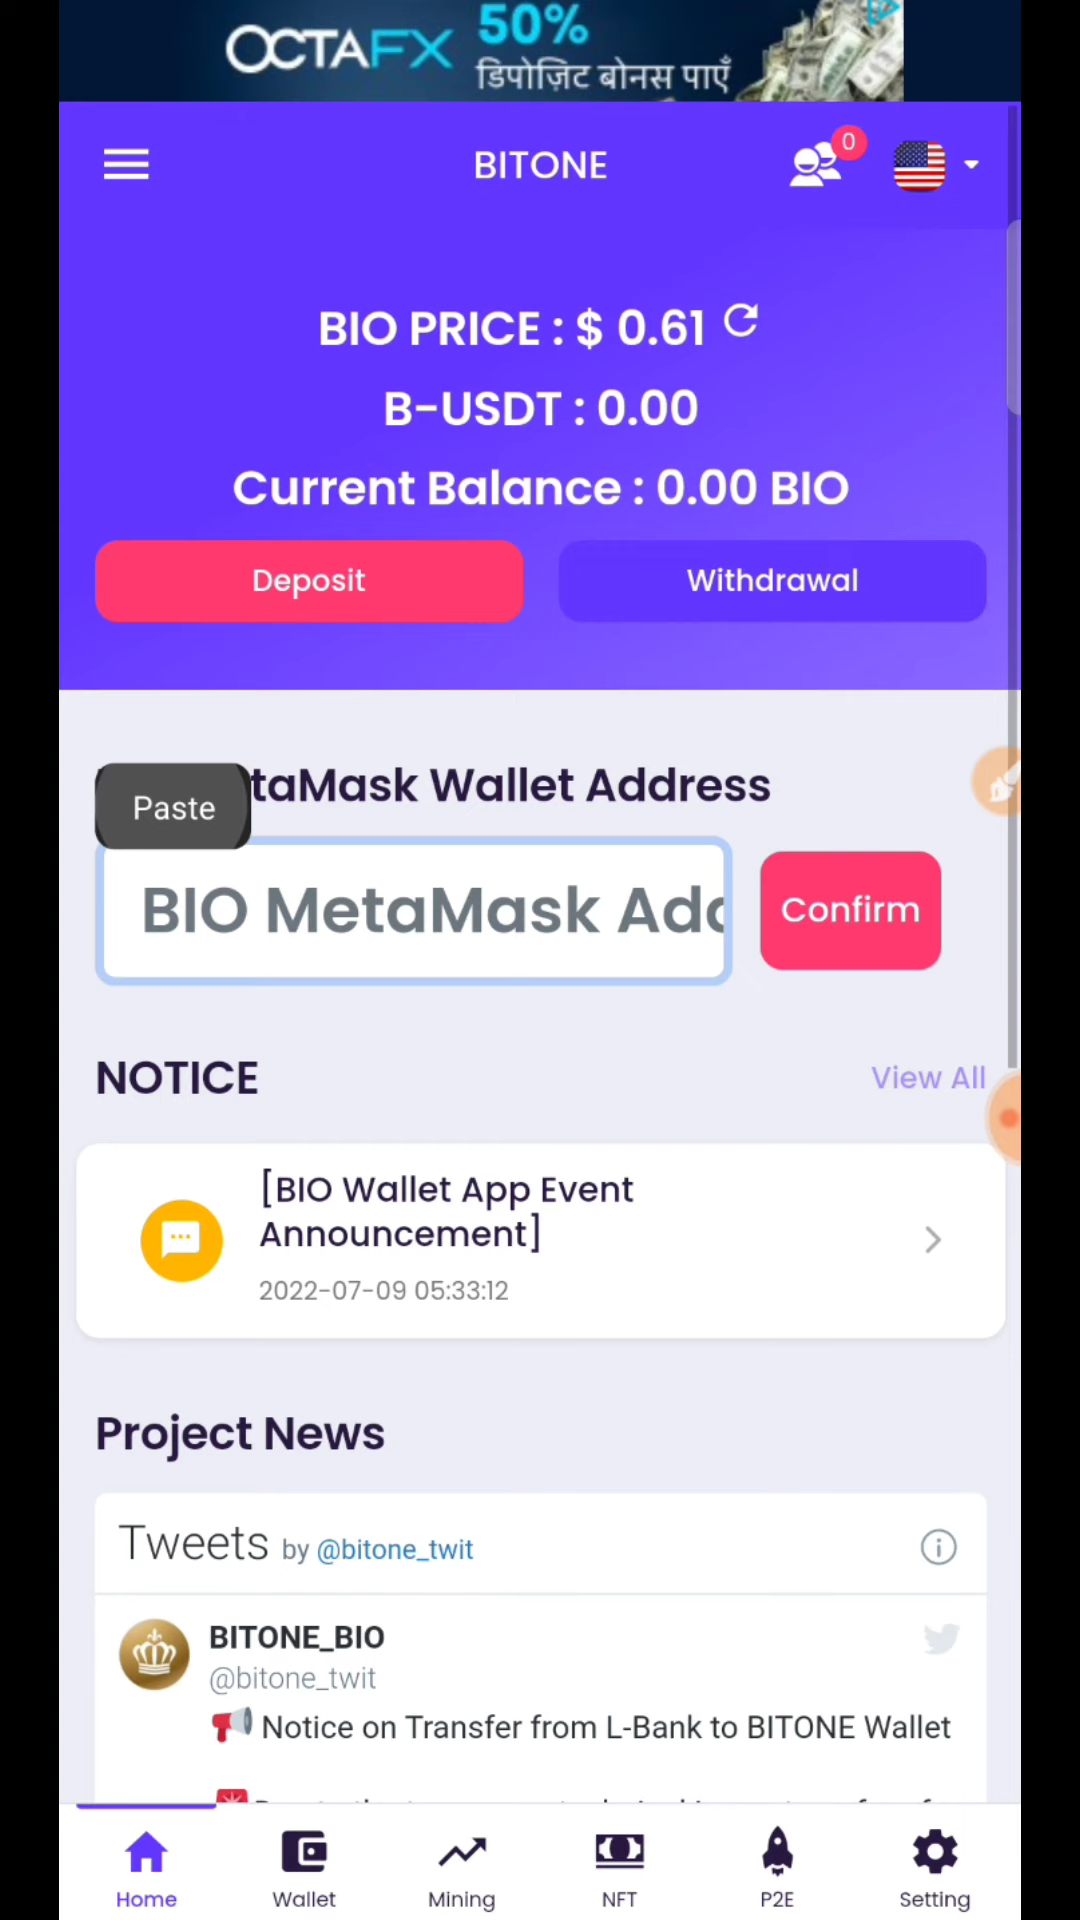 OCTAFX
50%
डिपोज़िट बोनस पाएँ
BITONE
0
BIO PRICE : $ 0.61
B-USDT : 0.00
Current Balance : 0.00 BIO
Deposit
Withdrawal
taMask Wallet Address
Paste
BIO MetaMask Add
Confirm
NOTICE
View All
[BIO Wallet App Event
Announcement]
2022-07-09 05:33:12
Project News
Tweets by @bitone_twit
BITONE_BIO
@bitone_twit
Notice on Transfer from L-Bank to BITONE Wallet
Home
Wallet
Mining
NFT
P2E
Setting